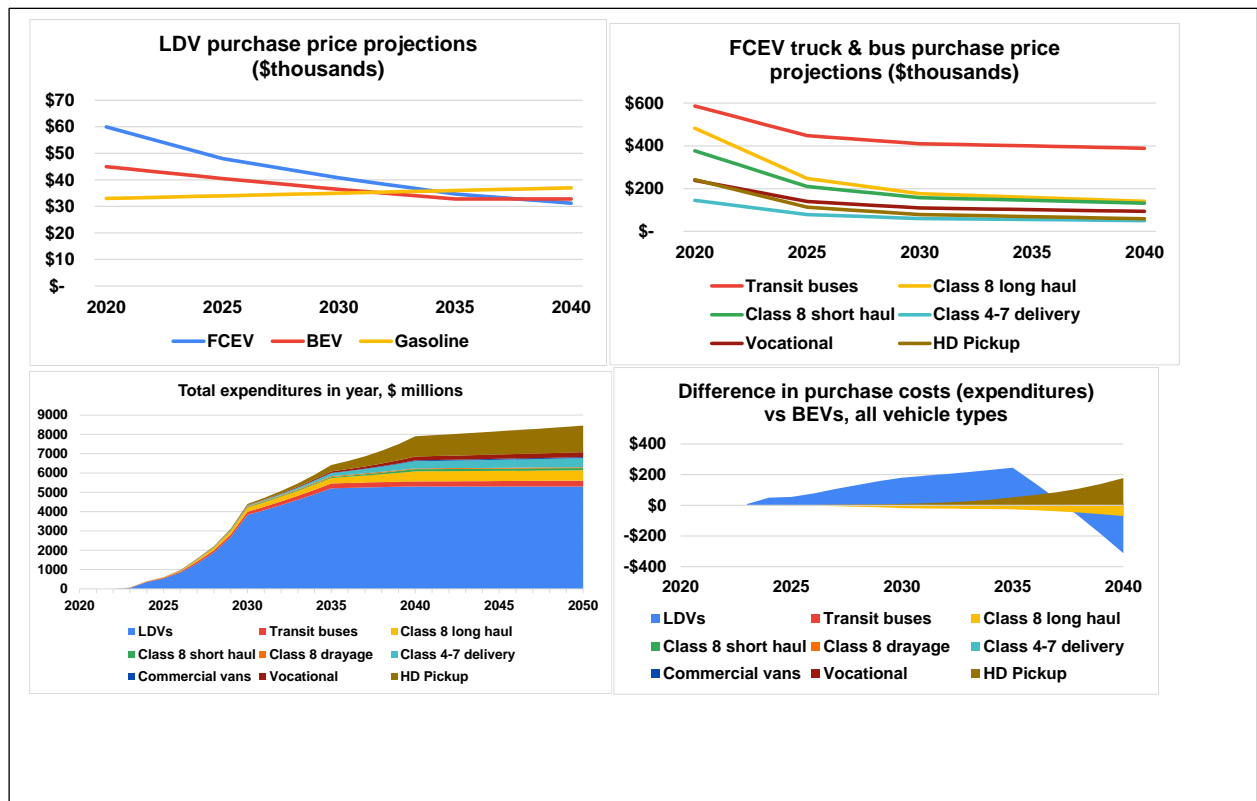 LDV purchase price projections
($thousands)
$70
$60
$50
$40
$30
$20
$10
$-
2020 2025 2030 2035 2040
FCEV BEV Gasoline
FCEV truck & bus purchase price
projections ($thousands)
$600
$400
$200
$-
2020 2025 2030 2035 2040
Transit buses Class 8 long haul
Class 8 short haul Class 4-7 delivery
Vocational HD Pickup
Total expenditures in year, $ millions
9000
8000
7000
6000
5000
4000
3000
2000
1000
0
2020 2025 2030 2035 2040 2045 2050
LDVs Transit buses Class 8 long haul
Class 8 short haul Class 8 drayage Class 4-7 delivery
Commercial vans Vocational HD Pickup
Difference in purchase costs (expenditures)
vs BEVs, all vehicle types
$400
$200
$0
-$200
-$400
2020 2025 2030 2035 2040
LDVs Transit buses Class 8 long haul
Class 8 short haul Class 8 drayage Class 4-7 delivery
Commercial vans Vocational HD Pickup